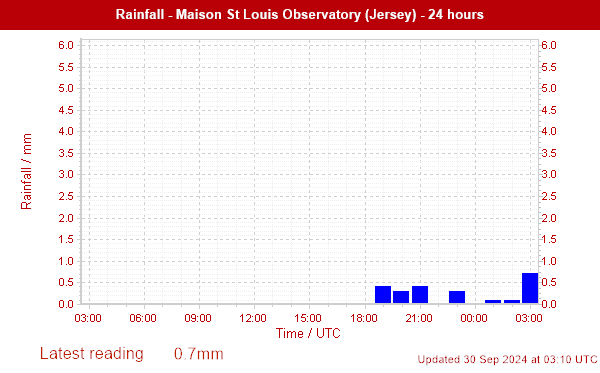 Rainfall - Maison St Louis Observatory (Jersey) - 24 hours
6.0 6.0
5.5 5.5
5.0 5.0
4.5 4.5
4.0 4.0
3.5 3.5
3.0 3.0
2.5 2.5
2.0 2.0
1.5 1.5
1.0 1.0
0.5 0.5
0.0 0.0
Rainfall / mm
03:00 06:00 09:00 12:00 15:00 18:00 21:00 00:00 03:00
Time / UTC
Latest reading 0.7mm
Updated 30 Sep 2024 at 03:10 UTC